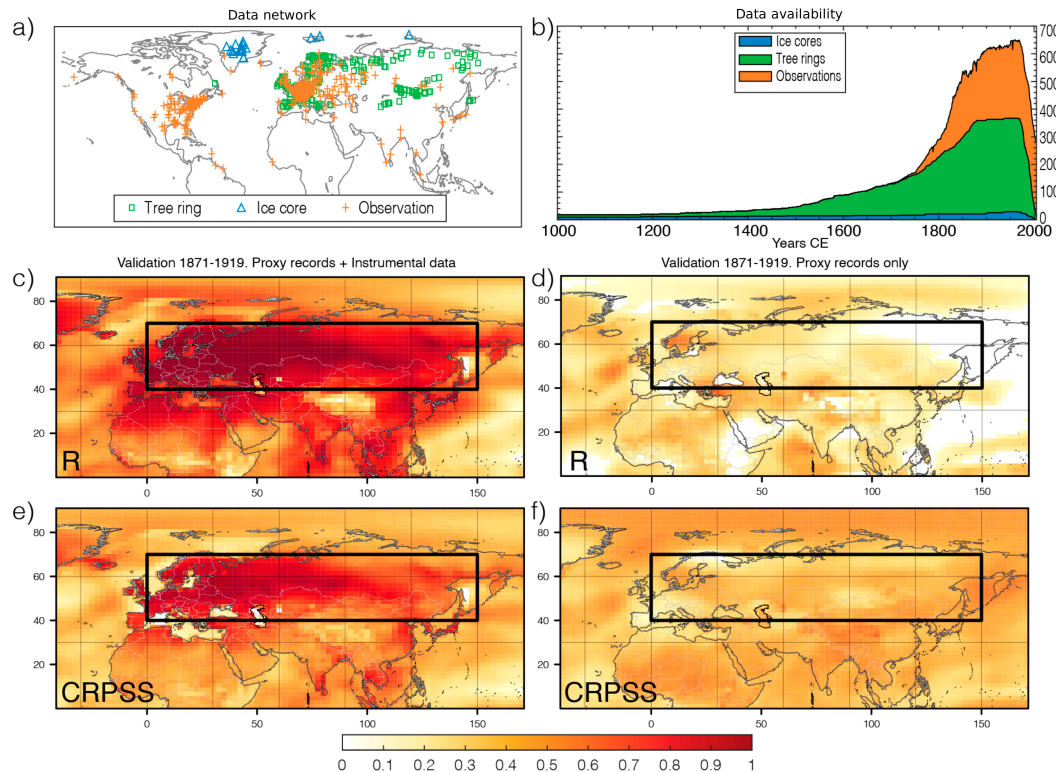 Data network
a)
Tree ring
Ice core
Observation
Data availability
b)
Ice cores
Tree rings
Observations
700
600
500
400
300
200
100
0
1000 1200 1400 1600 1800 2000
Years CE
Validation 1871-1919. Proxy records + Instrumental data
c)
80
60
40
20
R
0 50 100 150
Validation 1871-1919. Proxy records only
d)
80
60
40
20
R
0 50 100 150
e)
80
60
40
20
CRPSS
0 50 100 150
f)
80
60
40
20
CRPSS
0 50 100 150
0 0.1 0.2 0.3 0.4 0.5 0.6 0.7 0.8 0.9 1